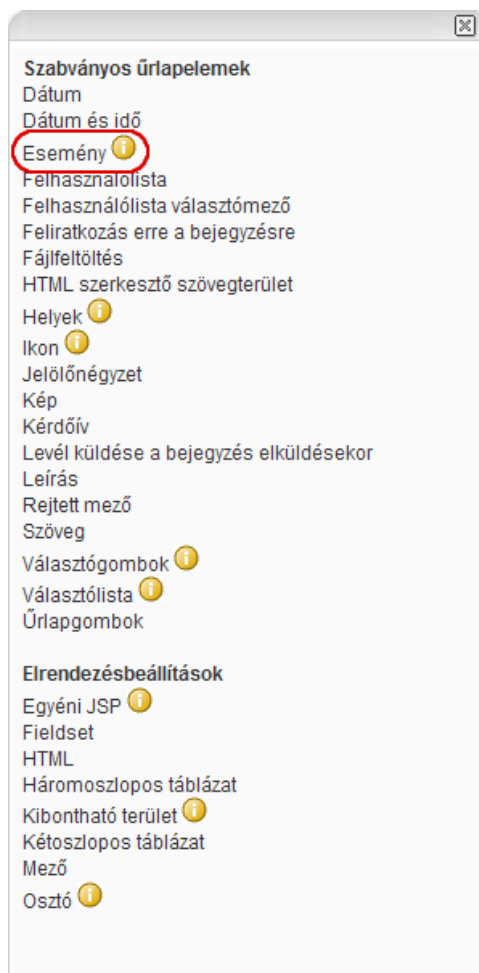 Szabványos űrlapelemek
Dátum
Dátum és idő
Esemény
Felhasználólista
Felhasználólista választómező
Feliratkozás erre a bejegyzésre
Fájlfeltöltés
HTML szerkesztő szövegterület
Helyek
Ikon
Jelölőnégyzet
Kép
Kérdőív
Levél küldése a bejegyzés elküldésekor
Leírás
Rejtett mező
Szöveg
Választógombok
Választólista
Űrlapgombok
Elrendezésbeállítások
Egyéni JSP
Fieldset
HTML
Háromoszlopos táblázat
Kibontható terület
Kétoszlopos táblázat
Mező
Osztó